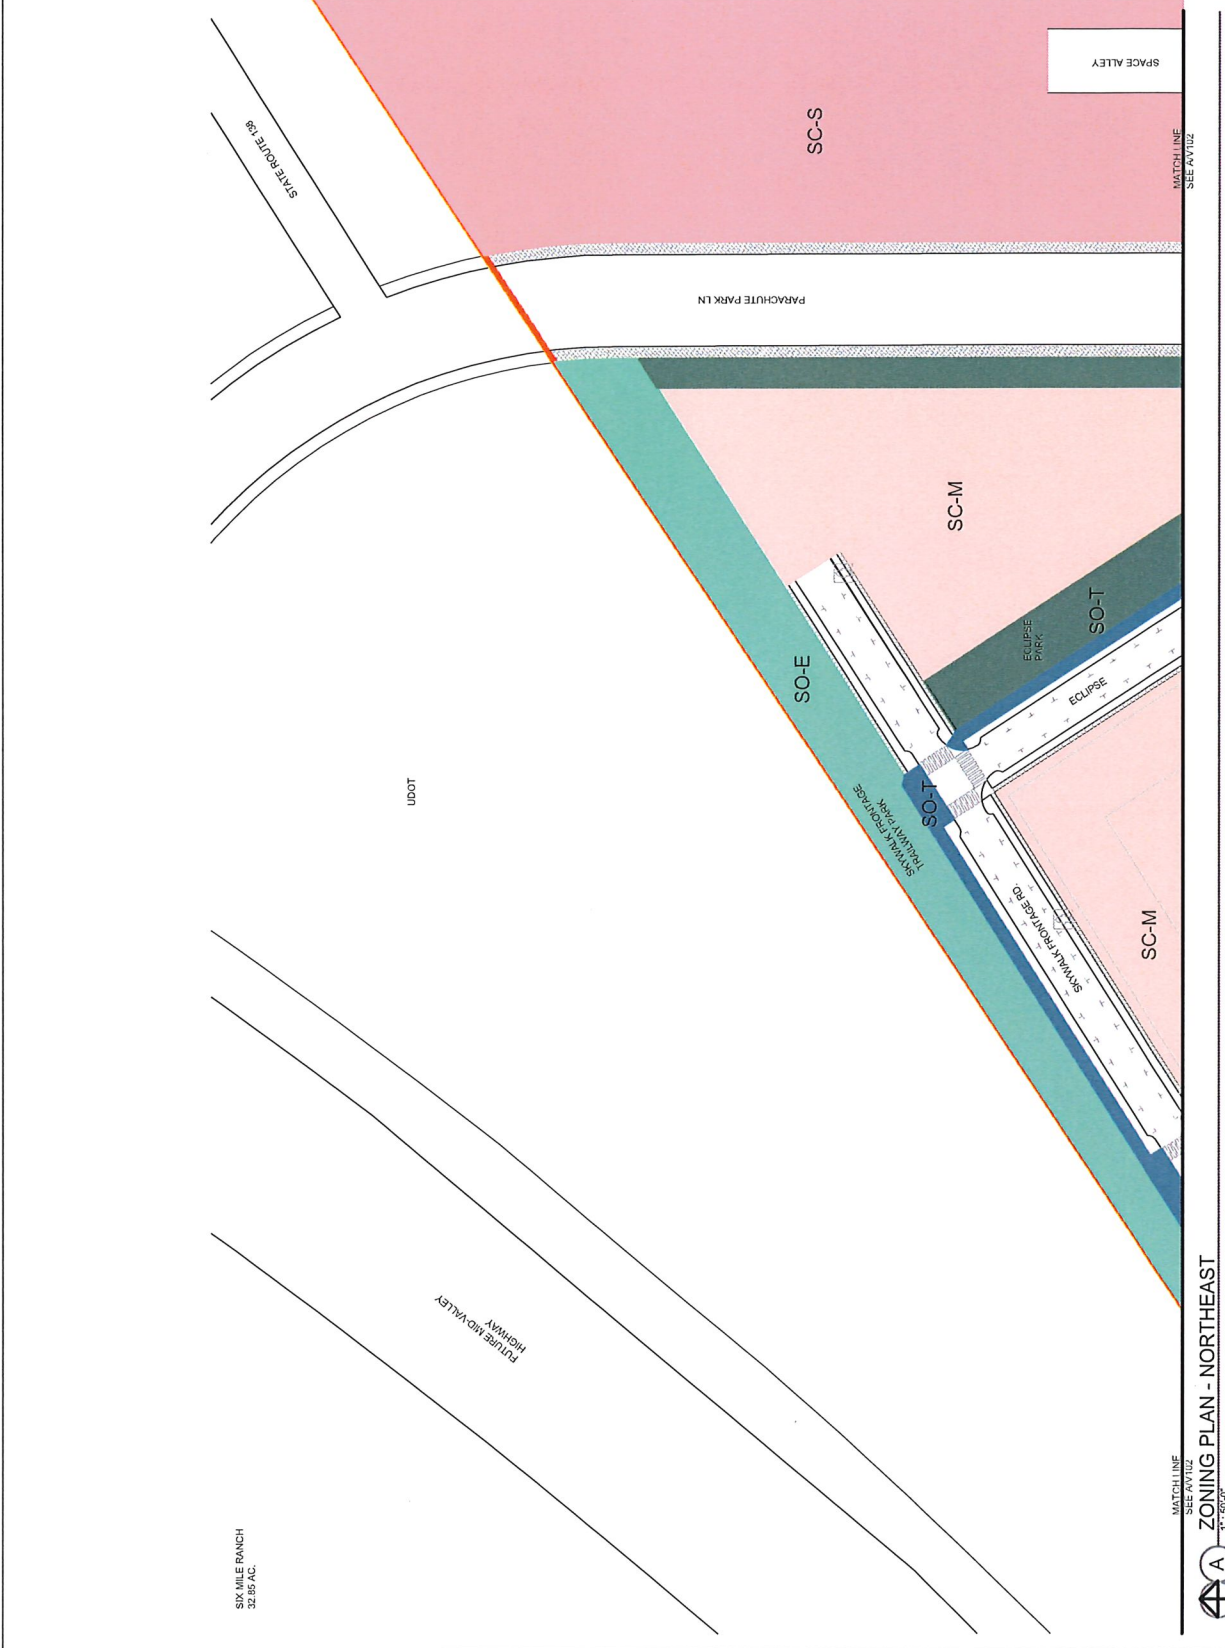 SIX MILE RANCH
32.85 AC.
FUTURE MID-VALLEY
HIGHWAY
UDOT
STATE ROUTE 138
SPACE ALLEY
SC-S
PARACHUTE PARK LN
SC-M
SO-E
SKYWALK FRONTAGE
TRAILWAY PARK
SO-T
ECLIPSE
PARK
SO-T
ECLIPSE
SKYWALK FRONTAGE RD.
SC-M
MATCH LINE
SEE A/V102
MATCH LINE
SEE A/V102
A
ZONING PLAN - NORTHEAST